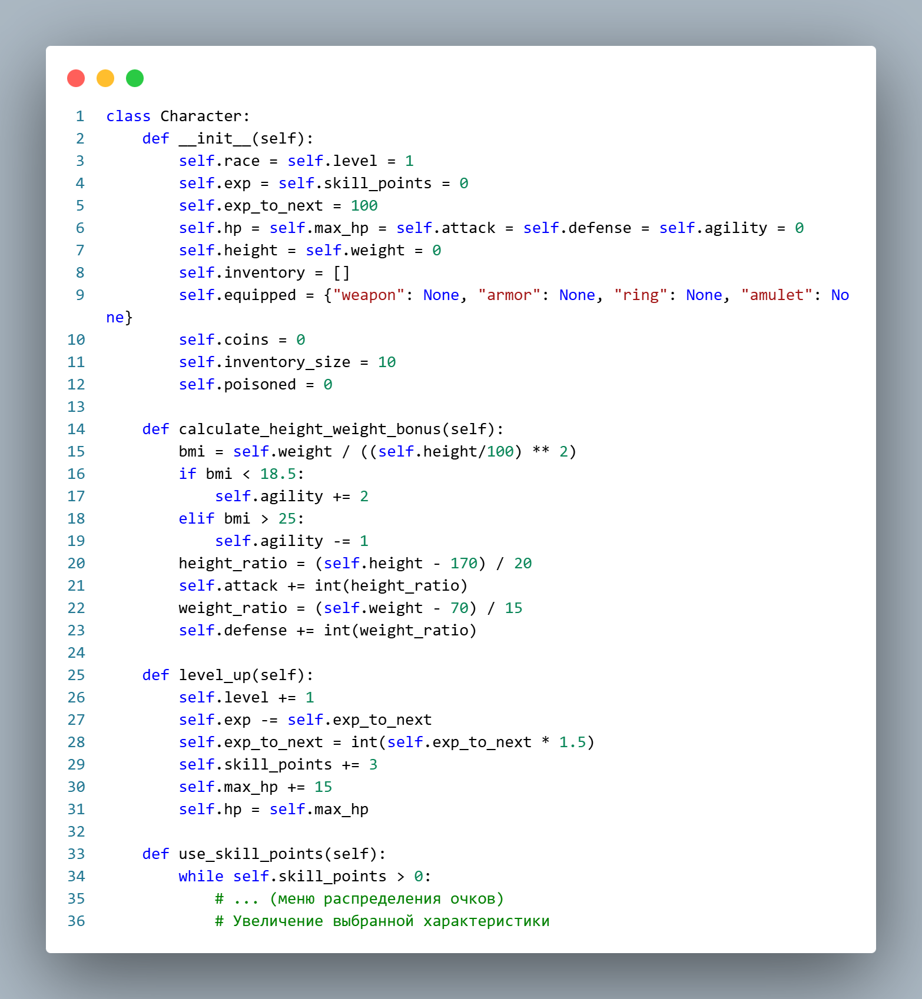 1 class Character:
2     def __init__(self):
3         self.race = self.level = 1
4         self.exp = self.skill_points = 0
5         self.exp_to_next = 100
6         self.hp = self.max_hp = self.attack = self.defense = self.agility = 0
7         self.height = self.weight = 0
8         self.inventory = []
9         self.equipped = {"weapon": None, "armor": None, "ring": None, "amulet": No
ne}
10         self.coins = 0
11         self.inventory_size = 10
12         self.poisoned = 0
13
14     def calculate_height_weight_bonus(self):
15         bmi = self.weight / ((self.height/100) ** 2)
16         if bmi < 18.5:
17             self.agility += 2
18         elif bmi > 25:
19             self.agility -= 1
20         height_ratio = (self.height - 170) / 20
21         self.attack += int(height_ratio)
22         weight_ratio = (self.weight - 70) / 15
23         self.defense += int(weight_ratio)
24
25     def level_up(self):
26         self.level += 1
27         self.exp -= self.exp_to_next
28         self.exp_to_next = int(self.exp_to_next * 1.5)
29         self.skill_points += 3
30         self.max_hp += 15
31         self.hp = self.max_hp
32
33     def use_skill_points(self):
34         while self.skill_points > 0:
35             # ... (меню распределения очков)
36             # Увеличение выбранной характеристики